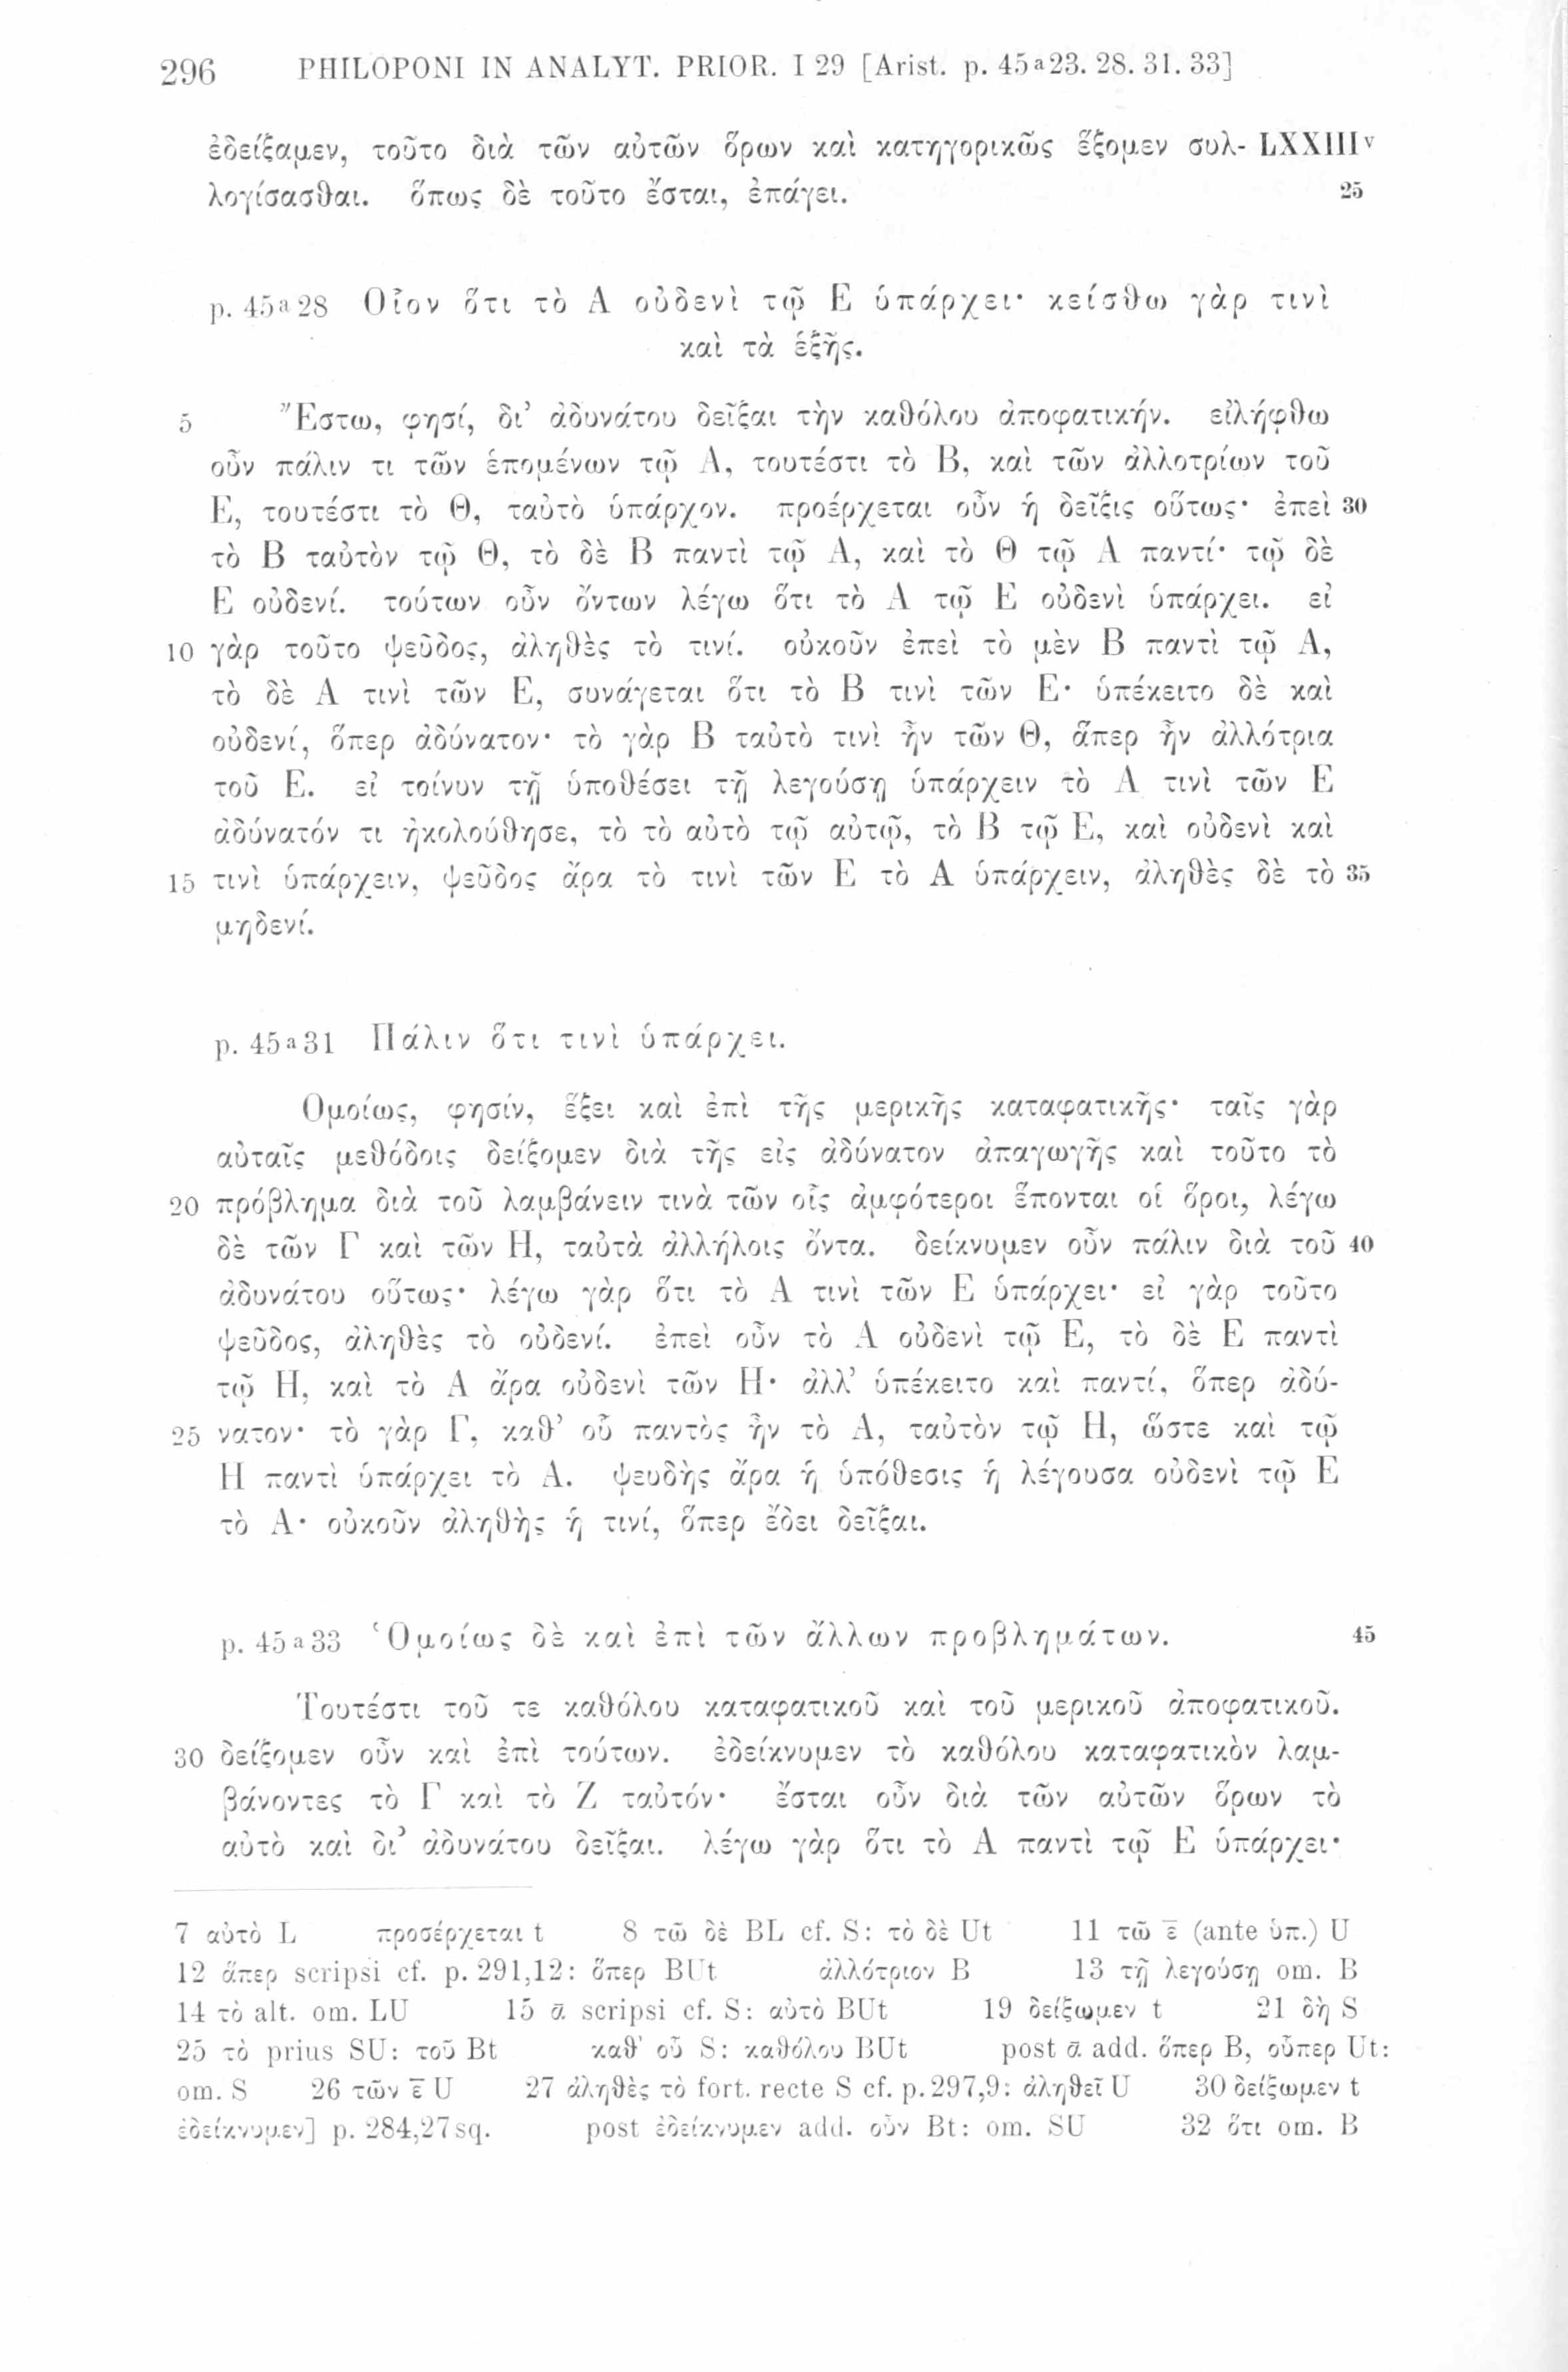 296 PHILOPONI IN ANALYT. PRIOR. I 29 [Arist. p. 45a23. 28. 31. 33]
ἐδείξαμεν, τοῦτο διὰ τῶν αὐτῶν ὅρων καὶ κατηγορικῶς ἕξομεν συλ- LXXIIIv
λογίσασθαι. ὅπως δὲ τοῦτο ἔσται, ἐπάγει. 25
p. 45a28 Οἷον ὅτι τὸ Α οὐδενὶ τῷ Ε ὑπάρχει· κείσθω γὰρ τινὶ
καὶ τὰ ἑξῆς.
5 Ἔστω, φησί, δι’ ἀδυνάτου δεῖξαι τὴν καθόλου ἀποφατικήν. εἰλήφθω
οὖν πάλιν τι τῶν ἑπομένων τῷ Α, τουτέστι τὸ Β, καὶ τῶν ἀλλοτρίων τοῦ
Ε, τουτέστι τὸ Θ, ταὐτὸ ὑπάρχον. προέρχεται οὖν ἡ δεῖξις οὕτως· ἐπεὶ 30
τὸ Β ταὐτὸν τῷ Θ, τὸ δὲ Β παντὶ τῷ Α, καὶ τὸ Θ τῷ Α παντί· τῷ δὲ
Ε οὐδενί. τούτων οὖν ὄντων λέγω ὅτι τὸ Α τῷ Ε οὐδενὶ ὑπάρχει. εἰ
10 γὰρ τοῦτο ψεῦδος, ἀληθὲς τὸ τινί. οὐκοῦν ἐπεὶ τὸ μὲν Β παντὶ τῷ Α,
τὸ δὲ Α τινὶ τῶν Ε, συνάγεται ὅτι τὸ Β τινὶ τῶν Ε· ὑπέκειτο δὲ καὶ
οὐδενί, ὅπερ ἀδύνατον· τὸ γὰρ Β ταὐτὸ τινὶ ἦν τῶν Θ, ἅπερ ἦν ἀλλότρια
τοῦ Ε. εἰ τοίνυν τῇ ὑποθέσει τῇ λεγούσῃ ὑπάρχειν τὸ Α τινὶ τῶν Ε
ἀδύνατόν τι ἠκολούθησε, τὸ τὸ αὐτὸ τῷ αὐτῷ, τὸ Β τῷ Ε, καὶ οὐδενὶ καὶ
15 τινὶ ὑπάρχειν, ψεῦδος ἄρα τὸ τινὶ τῶν Ε τὸ Α ὑπάρχειν, ἀληθὲς δὲ τὸ 35
μηδενί.
p. 45a31 Πάλιν ὅτι τινὶ ὑπάρχει.
Ὁμοίως, φησίν, ἕξει καὶ ἐπὶ τῆς μερικῆς καταφατικῆς· ταῖς γὰρ
αὐταῖς μεθόδοις δείξομεν διὰ τῆς εἰς ἀδύνατον ἀπαγωγῆς καὶ τοῦτο τὸ
20 πρόβλημα διὰ τοῦ λαμβάνειν τινὰ τῶν οἷς ἀμφότεροι ἕπονται οἱ ὅροι, λέγω
δὲ τῶν Γ καὶ τῶν Η, ταὐτὰ ἀλλήλοις ὄντα. δείκνυμεν οὖν πάλιν διὰ τοῦ 40
ἀδυνάτου οὕτως· λέγω γὰρ ὅτι τὸ Α τινὶ τῶν Ε ὑπάρχει· εἰ γὰρ τοῦτο
ψεῦδος, ἀληθὲς τὸ οὐδενί. ἐπεὶ οὖν τὸ Α οὐδενὶ τῷ Ε, τὸ δὲ Ε παντὶ
τῷ Η, καὶ τὸ Α ἄρα οὐδενὶ τῶν Η· ἀλλ’ ὑπέκειτο καὶ παντί, ὅπερ ἀδύ-
25 νατον· τὸ γὰρ Γ, καθ’ οὗ παντὸς ἦν τὸ Α, ταὐτὸν τῷ Η, ὥστε καὶ τῷ
Η παντὶ ὑπάρχει τὸ Α. ψευδὴς ἄρα ἡ ὑπόθεσις ἡ λέγουσα οὐδενὶ τῷ Ε
τὸ Α· οὐκοῦν ἀληθὴς ἡ τινί, ὅπερ ἔδει δεῖξαι.
p. 45a33 Ὁμοίως δὲ καὶ ἐπὶ τῶν ἄλλων προβλημάτων. 45
Τουτέστι τοῦ τε καθόλου καταφατικοῦ καὶ τοῦ μερικοῦ ἀποφατικοῦ.
30 δείξομεν οὖν καὶ ἐπὶ τούτων. ἐδείκνυμεν τὸ καθόλου καταφατικὸν λαμ-
βάνοντες τὸ Γ καὶ τὸ Ζ ταὐτόν· ἔσται οὖν διὰ τῶν αὐτῶν ὅρων τὸ
αὐτὸ καὶ δι’ ἀδυνάτου δεῖξαι. λέγω γὰρ ὅτι τὸ Α παντὶ τῷ Ε ὑπάρχει·
7 αὐτὸ L προσέρχεται t 8 τῶ δὲ BL cf. S: τὸ δὲ Ut 11 τῶ ε̄ (ante ὑπ.) U
12 ἅπερ scripsi cf. p. 291,12: ὅπερ BUt ἀλλότριον B 13 τῇ λεγούσῃ om. B
14 τὸ alt. om. LU 15 ᾱ scripsi cf. S: αὐτὸ BUt 19 δείξωμεν t 21 δὴ S
25 τὸ prius SU: τοῦ Bt καθ’ οὗ S: καθόλου BUt post ᾱ add. ὅπερ B, οὗπερ Ut:
om. S 26 τῶν ε̄ U 27 ἀληθὲς τὸ fort. recte S cf. p. 297,9: ἀληθεῖ U 30 δείξωμεν t
ἐδείκνυμεν] p. 284,27 sq. post ἐδείκνυμεν add. οὖν Bt: om. SU 32 ὅτι om. B